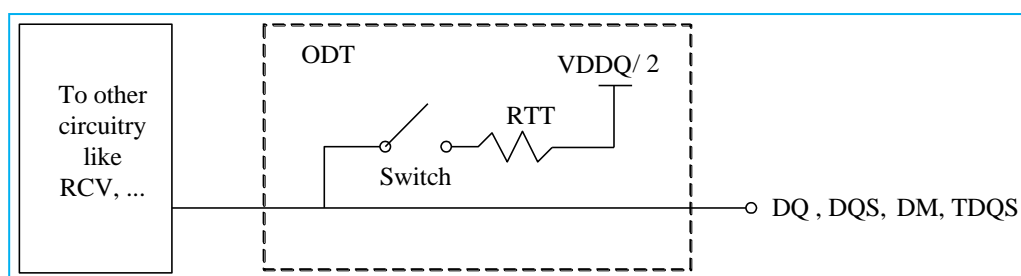 To other
circuitry
like
RCV, ...
ODT
VDDQ/ 2
RTT
Switch
DQ , DQS, DM, TDQS